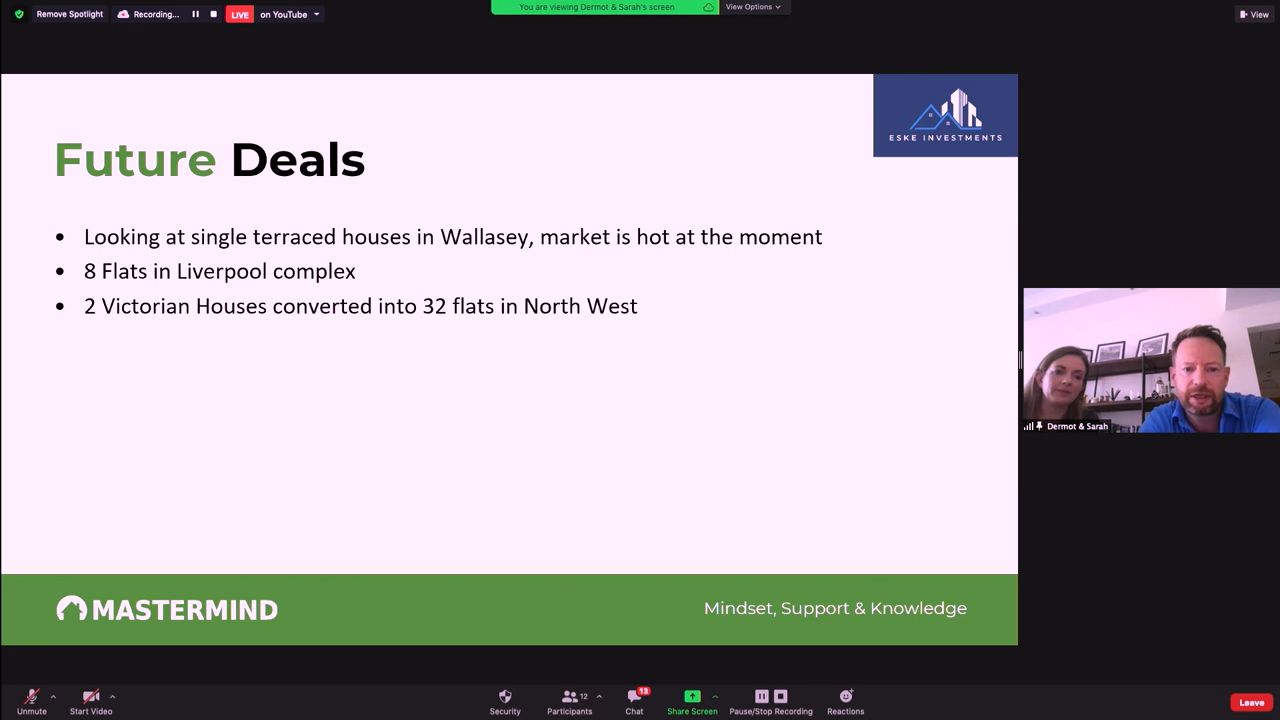 Remove Spotlight
Recording...
LIVE on YouTube
You are viewing Dermot & Sarah's screen
View Options
View
ESKE INVESTMENTS
Future Deals
• Looking at single terraced houses in Wallasey, market is hot at the moment
• 8 Flats in Liverpool complex
• 2 Victorian Houses converted into 32 flats in North West
Dermot & Sarah
MASTERMIND
Mindset, Support & Knowledge
Unmute
Start Video
Security
12
Participants
13
Chat
Share Screen
Pause/Stop Recording
Reactions
Leave